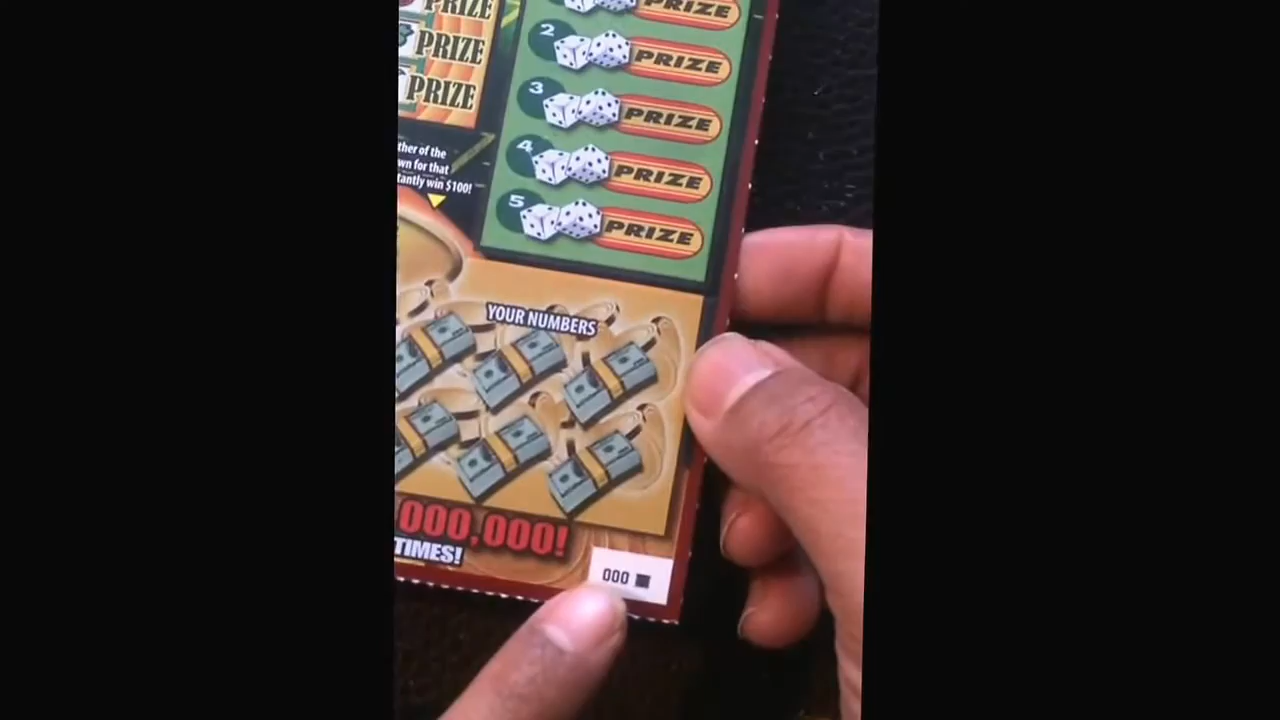 PRIZE
PRIZE
PRIZE
PRIZE
2 PRIZE
3 PRIZE
4 PRIZE
5 PRIZE
ther of the
wn for that
tantly win $100!
YOUR NUMBERS
000,000!
TIMES!
000